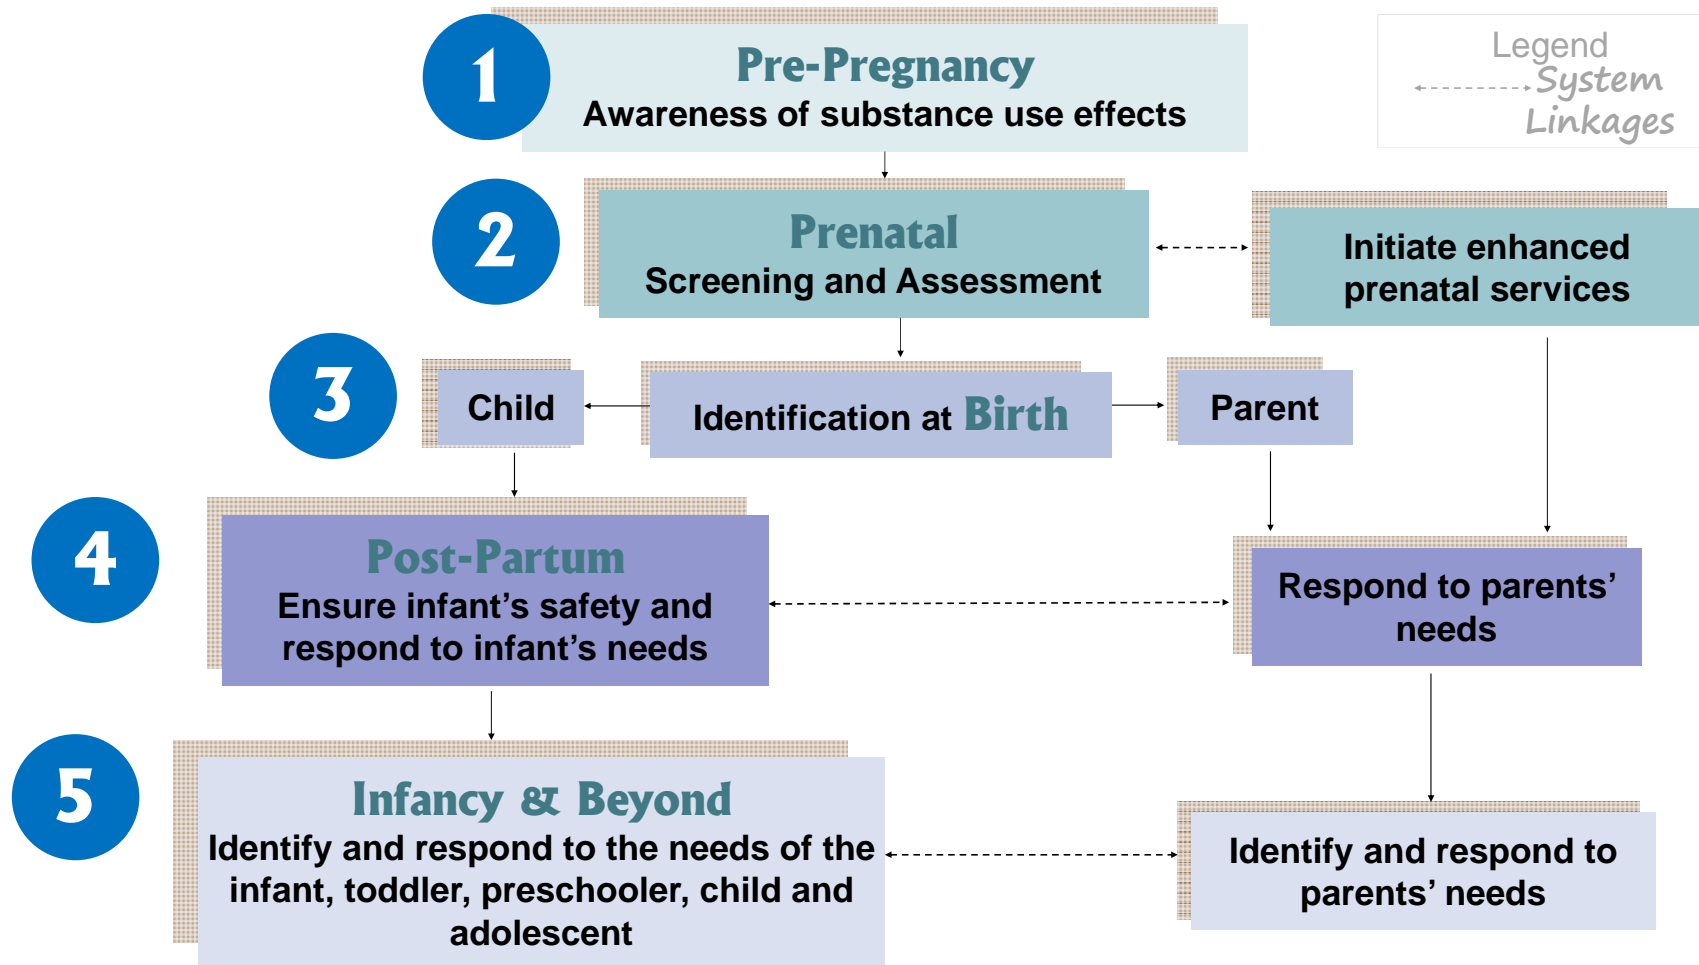 1
Pre-Pregnancy
Awareness of substance use effects
Legend
System
Linkages
2
Prenatal
Screening and Assessment
Initiate enhanced
prenatal services
3
Child
Identification at Birth
Parent
4
Post-Partum
Ensure infant’s safety and
respond to infant’s needs
Respond to parents’
needs
5
Infancy & Beyond
Identify and respond to the needs of the
infant, toddler, preschooler, child and
adolescent
Identify and respond to
parents’ needs